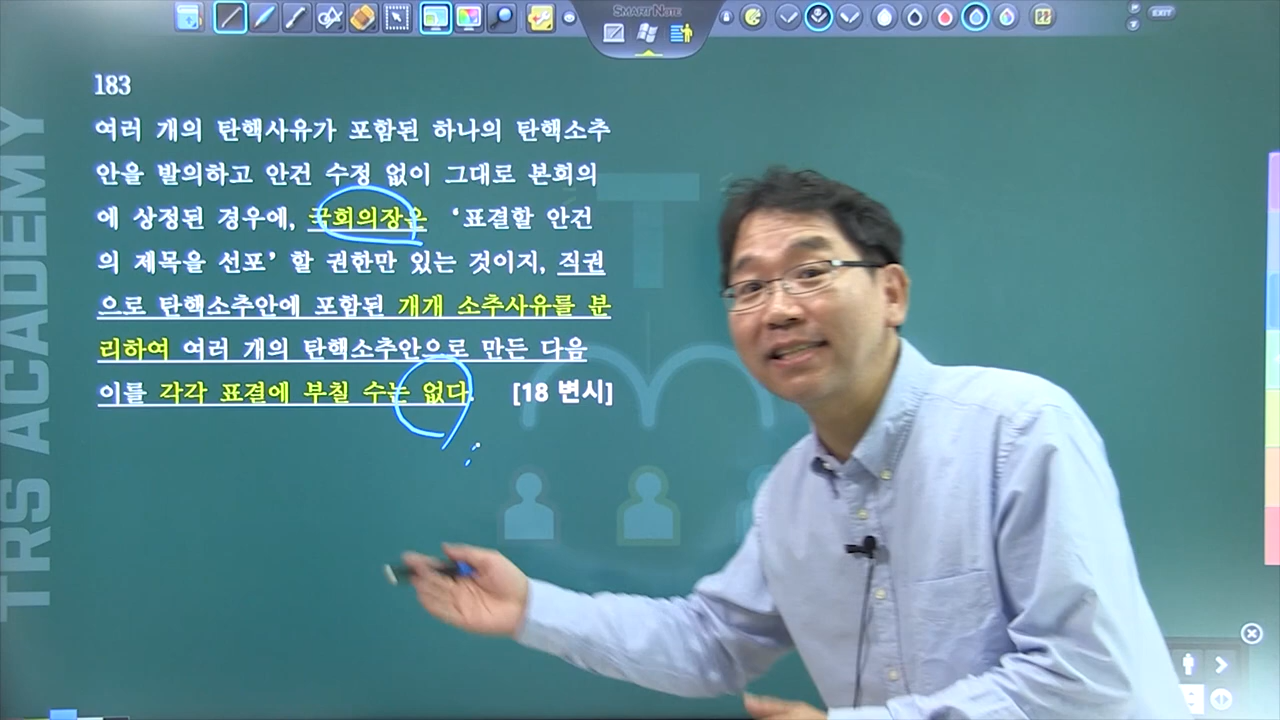 SMART NOTE
EXIT
183
여러 개의 탄핵사유가 포함된 하나의 탄핵소추
안을 발의하고 안건 수정 없이 그대로 본회의
에 상정된 경우에, 국회의장은 ‘표결할 안건
의 제목을 선포’ 할 권한만 있는 것이지, 직권
으로 탄핵소추안에 포함된 개개 소추사유를 분
리하여 여러 개의 탄핵소추안으로 만든 다음
이를 각각 표결에 부칠 수는 없다. [18 변시]
TRS ACADEMY